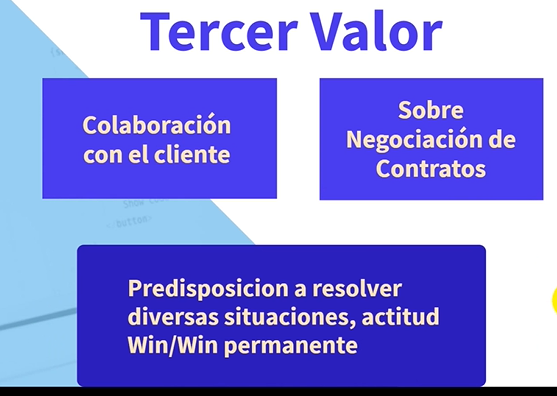 Tercer Valor
Colaboración
con el cliente
Sobre
Negociación de
Contratos
Predisposicion a resolver
diversas situaciones, actitud
Win/Win permanente